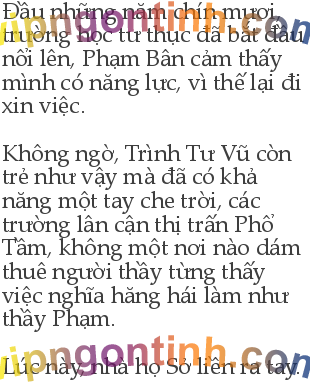 Đầu những năm chín mươi,
trường học tư thục đã bắt đầu
nổi lên, Phạm Bân cảm thấy
mình có năng lực, vì thế lại đi
xin việc.
Không ngờ, Trình Tư Vũ còn
trẻ như vậy mà đã có khả
năng một tay che trời, các
trường lân cận thị trấn Phổ
Tầm, không một nơi nào dám
thuê người thầy từng thấy
việc nghĩa hăng hái làm như
thầy Phạm.
Lúc này, nhà họ Sở liền ra tay.